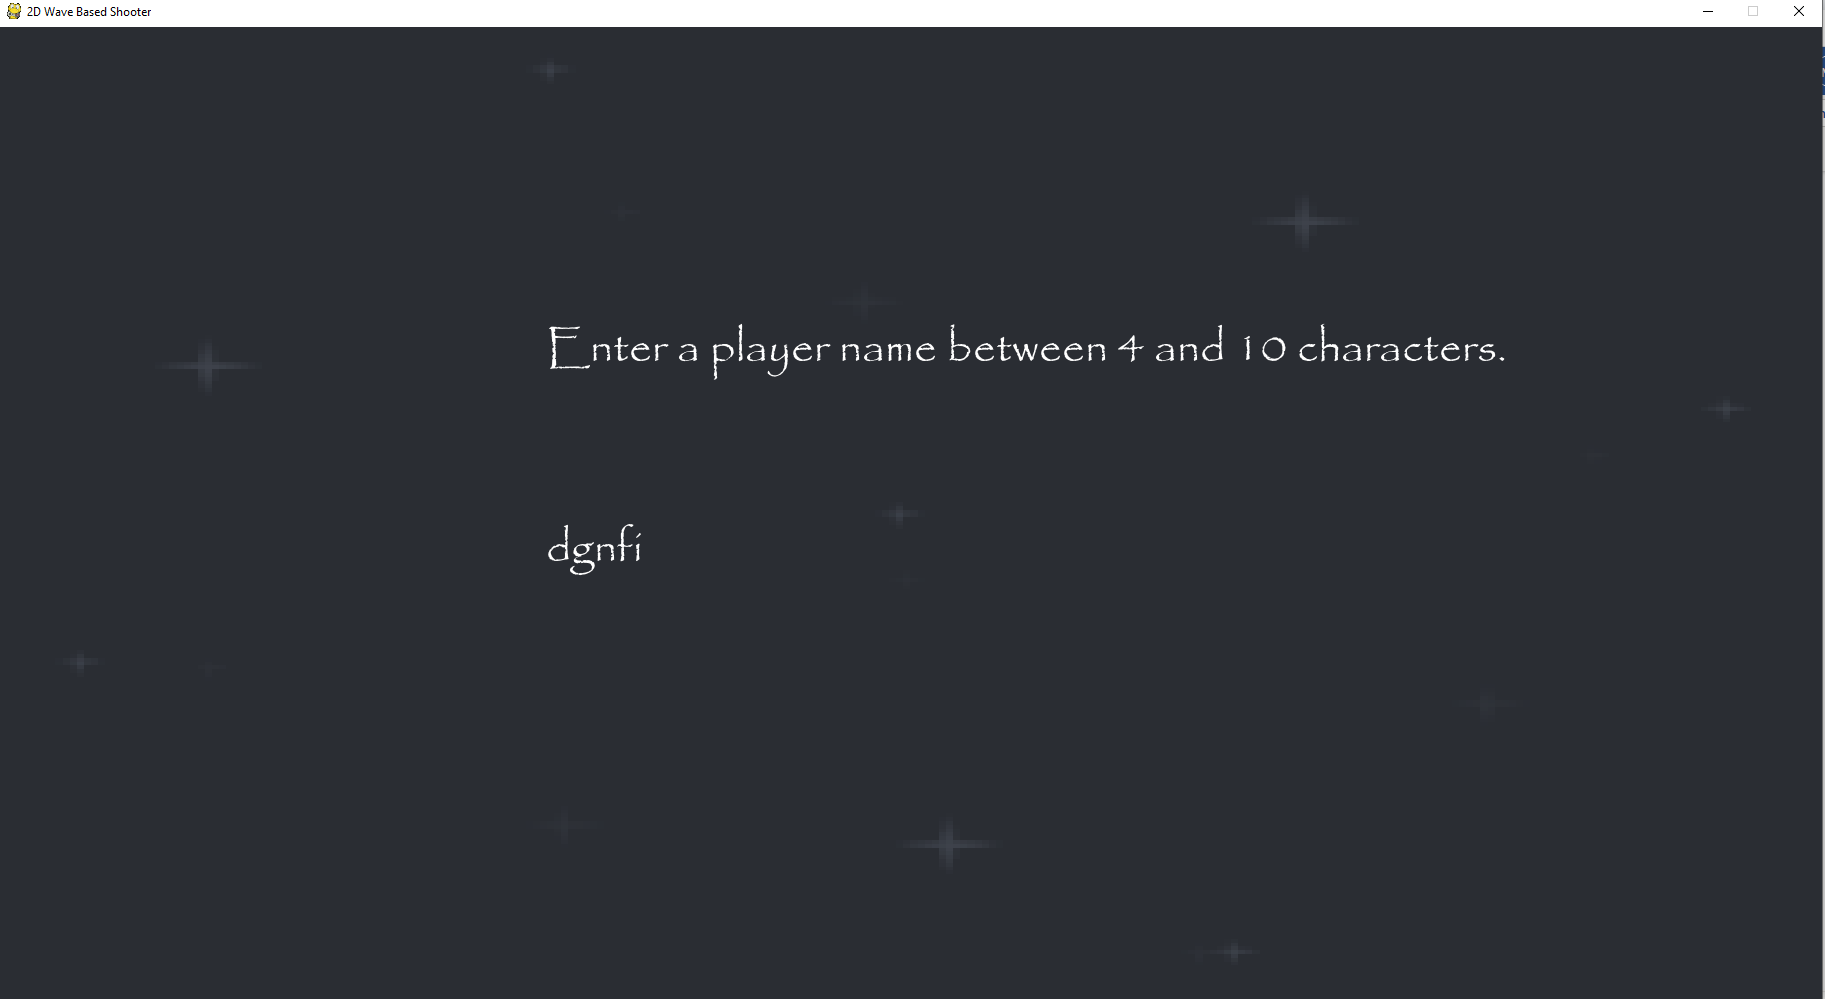 2D Wave Based Shooter
Enter a player name between 4 and 10 characters.
dgnfi